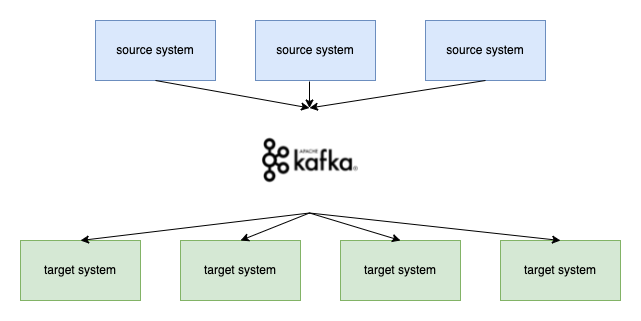 source system
source system
source system
APACHE
kafka
target system
target system
target system
target system